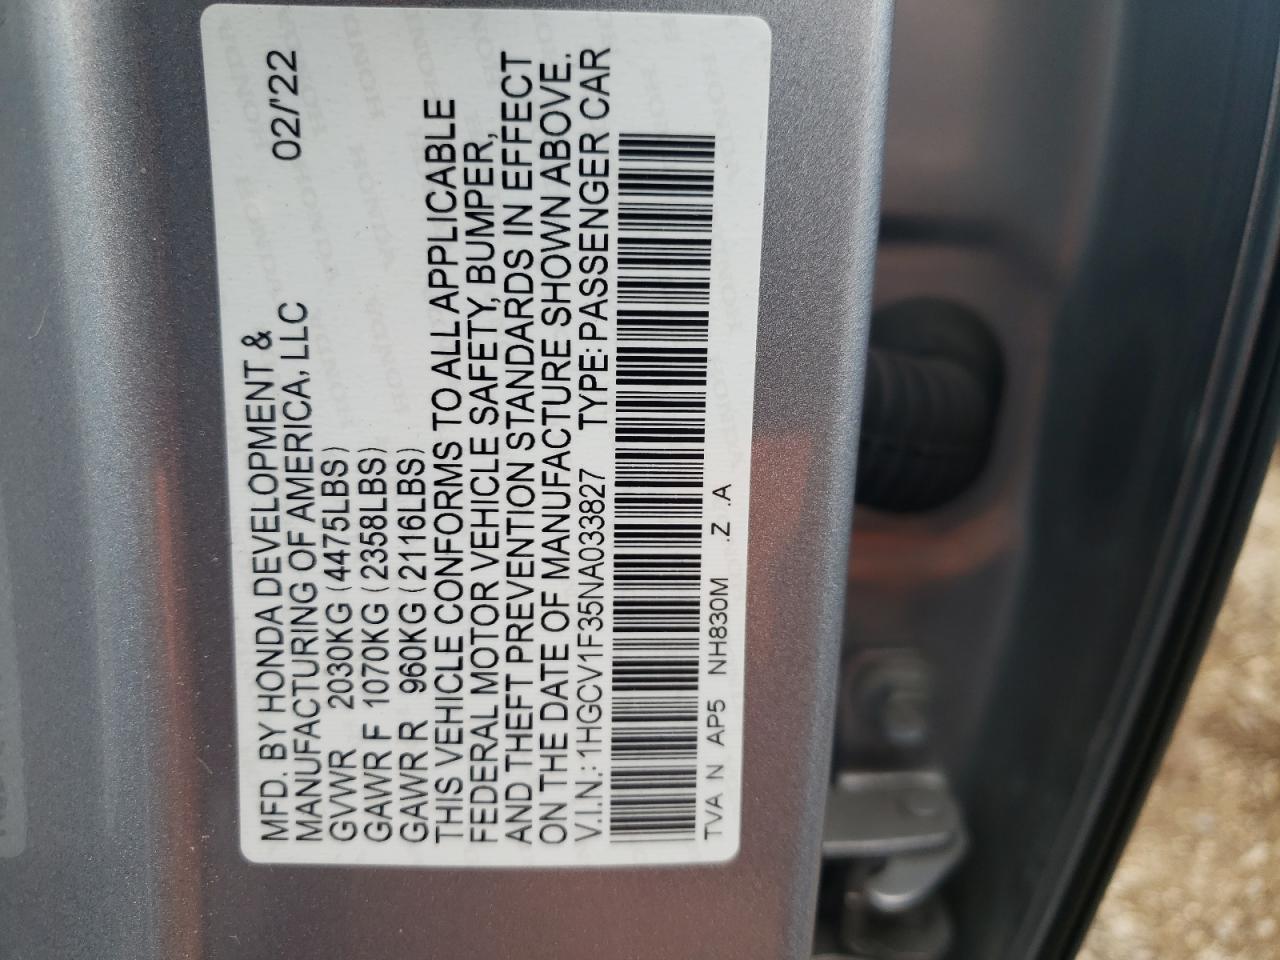 MFD. BY HONDA DEVELOPMENT &
MANUFACTURING OF AMERICA, LLC 02/'22
GVWR 2030KG (4475LBS)
GAWR F 1070KG (2358LBS)
GAWR R 960KG (2116LBS)
THIS VEHICLE CONFORMS TO ALL APPLICABLE
FEDERAL MOTOR VEHICLE SAFETY, BUMPER,
AND THEFT PREVENTION STANDARDS IN EFFECT
ON THE DATE OF MANUFACTURE SHOWN ABOVE.
V.I.N.: 1HGCV1F35NA033827 TYPE: PASSENGER CAR
TVA N AP5 NH830M .Z .A